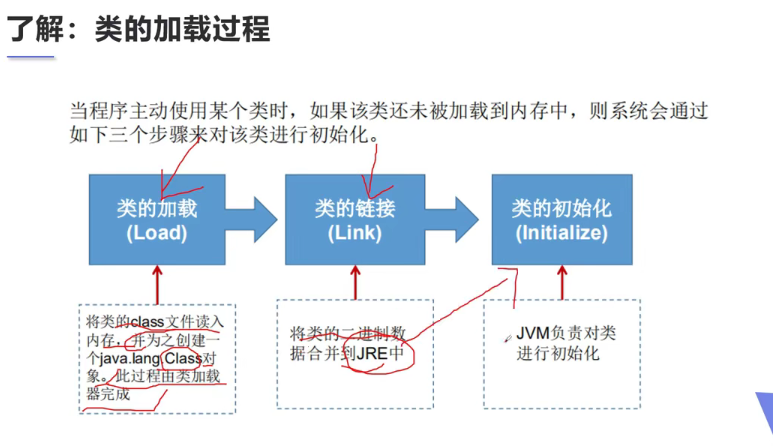 了解：类的加载过程
当程序主动使用某个类时，如果该类还未被加载到内存中，则系统会通过
如下三个步骤来对该类进行初始化。
类的加载
(Load)
类的链接
(Link)
类的初始化
(Initialize)
将类的class文件读入
内存，并为之创建一
个java.lang.Class对
象。此过程由类加载
器完成
将类的二进制数
据合并到JRE中
JVM负责对类
进行初始化